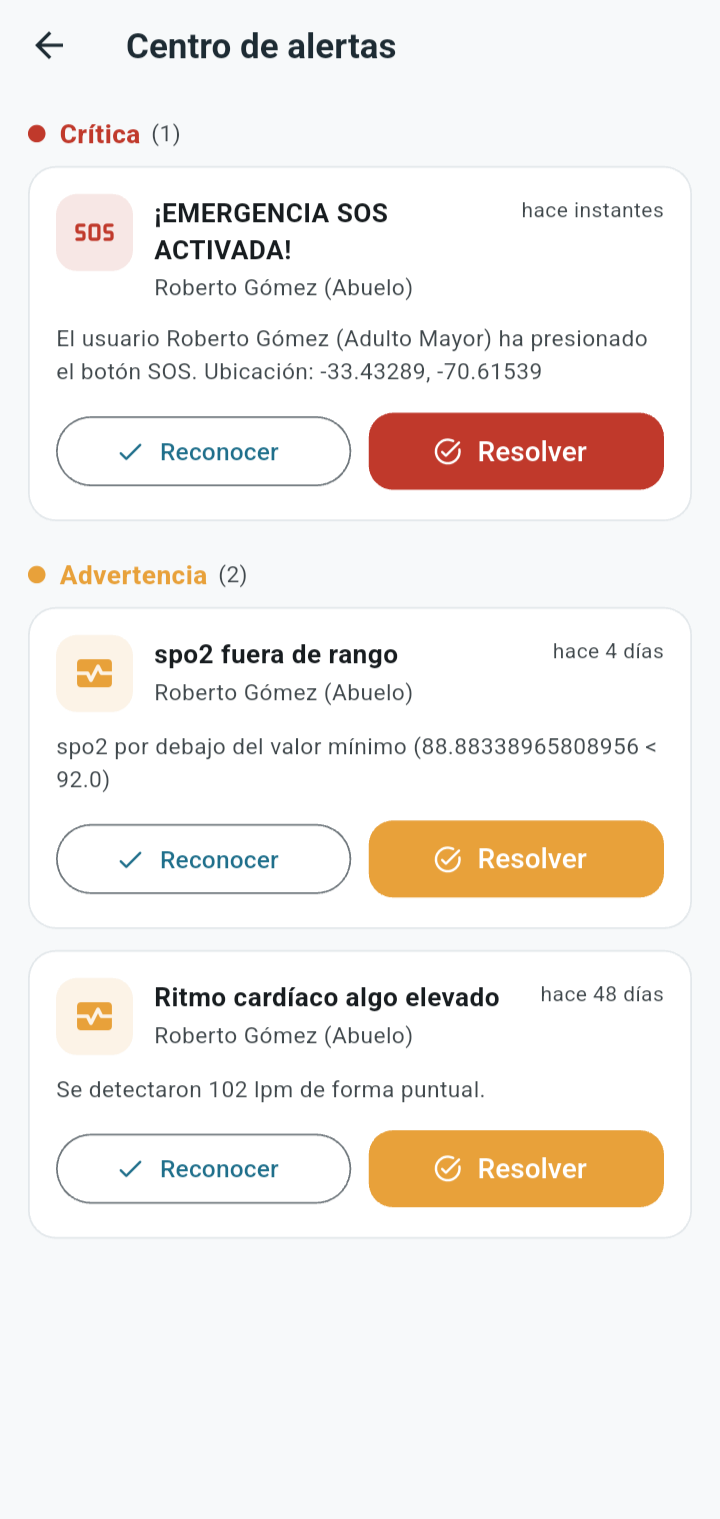 Centro de alertas
Crítica (1)
SOS
¡EMERGENCIA SOS
ACTIVADA!
hace instantes
Roberto Gómez (Abuelo)
El usuario Roberto Gómez (Adulto Mayor) ha presionado
el botón SOS. Ubicación: -33.43289, -70.61539
Reconocer
Resolver
Advertencia (2)
spo2 fuera de rango
hace 4 días
Roberto Gómez (Abuelo)
spo2 por debajo del valor mínimo (88.88338965808956 <
92.0)
Reconocer
Resolver
Ritmo cardíaco algo elevado
hace 48 días
Roberto Gómez (Abuelo)
Se detectaron 102 lpm de forma puntual.
Reconocer
Resolver